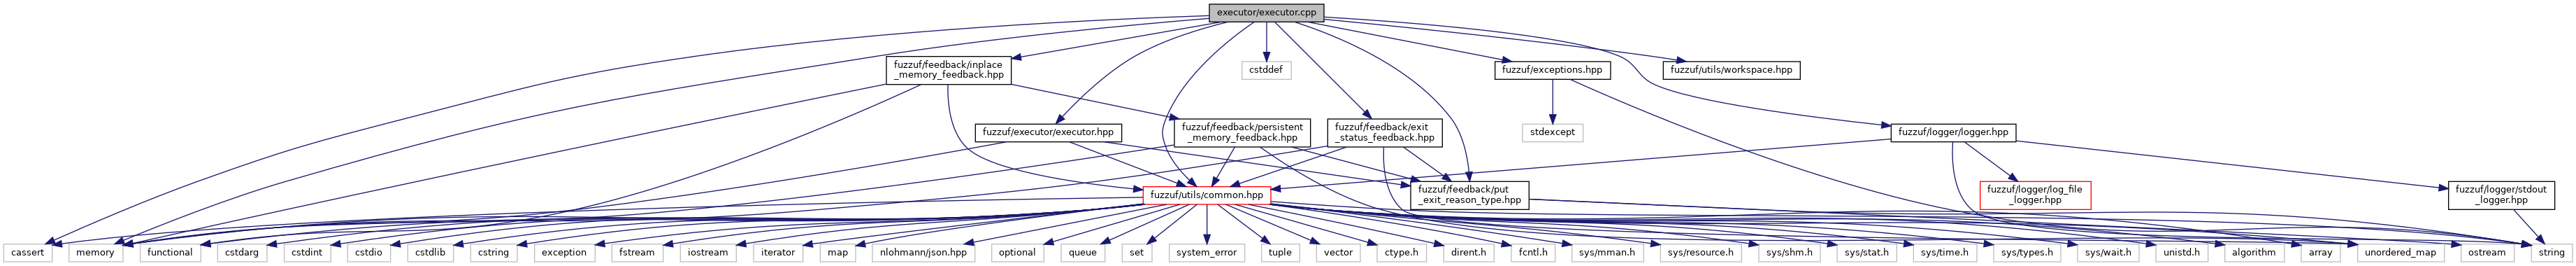 executor/executor.cpp
fuzzuf/feedback/inplace
_memory_feedback.hpp
cstddef
fuzzuf/exceptions.hpp
fuzzuf/utils/workspace.hpp
fuzzuf/executor/executor.hpp
fuzzuf/feedback/persistent
_memory_feedback.hpp
fuzzuf/feedback/exit
_status_feedback.hpp
stdexcept
fuzzuf/logger/logger.hpp
fuzzuf/utils/common.hpp
fuzzuf/feedback/put
_exit_reason_type.hpp
fuzzuf/logger/log_file
_logger.hpp
fuzzuf/logger/stdout
_logger.hpp
cassert
memory
functional
cstdarg
cstdint
cstdio
cstdlib
cstring
exception
fstream
iostream
iterator
map
nlohmann/json.hpp
optional
queue
set
system_error
tuple
vector
ctype.h
dirent.h
fcntl.h
sys/mman.h
sys/resource.h
sys/shm.h
sys/stat.h
sys/time.h
sys/types.h
sys/wait.h
unistd.h
algorithm
array
unordered_map
ostream
string